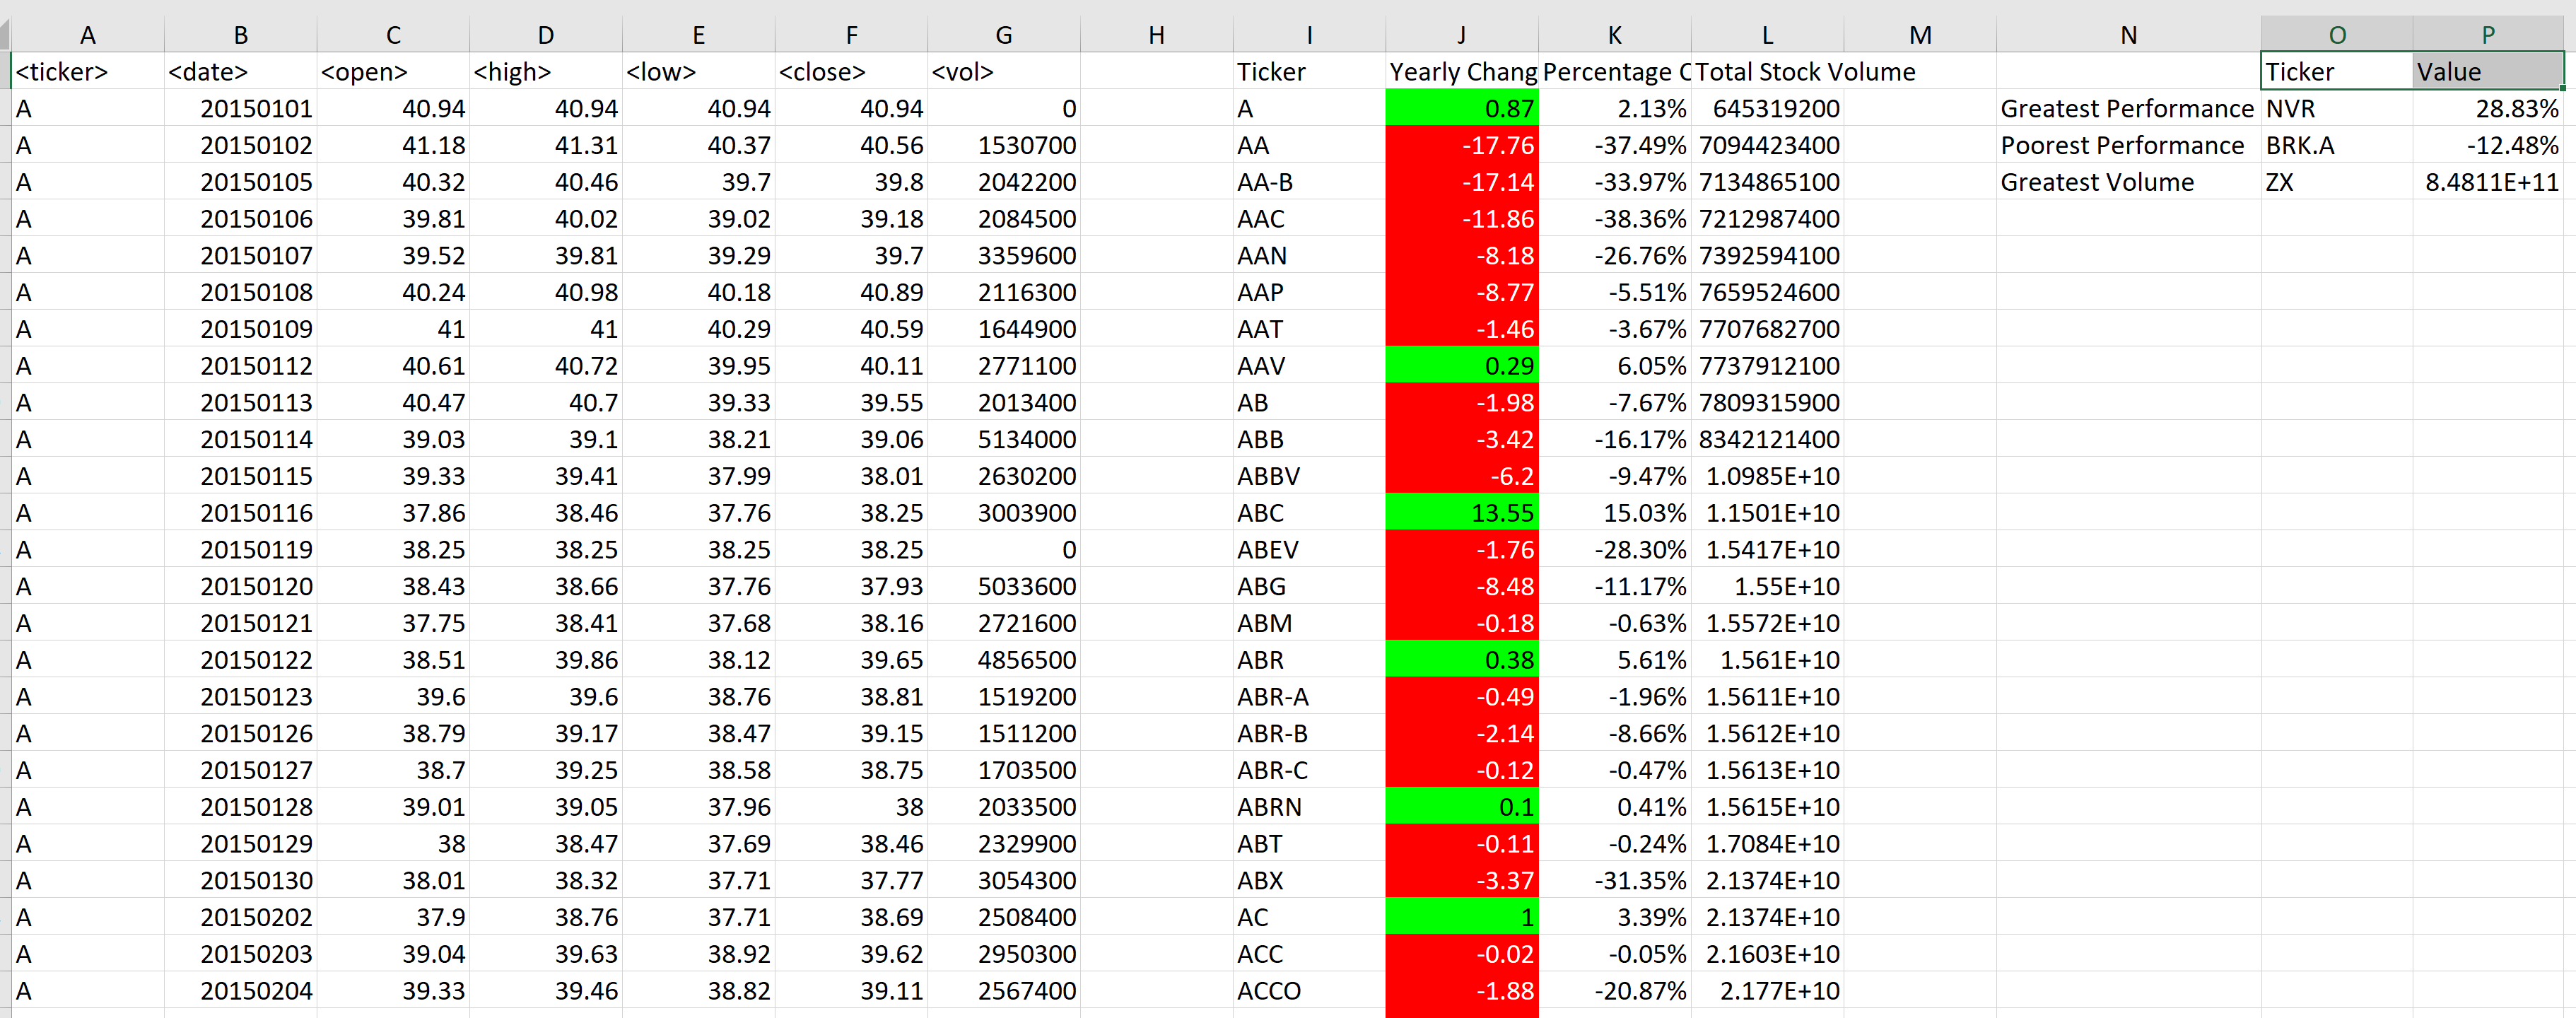 A B C D E F G H I J K L M N O P
<ticker> <date> <open> <high> <low> <close> <vol> Ticker Yearly Chang Percentage C Total Stock Volume Ticker Value
A 20150101 40.94 40.94 40.94 40.94 0 A 0.87 2.13% 645319200 Greatest Performance NVR 28.83%
A 20150102 41.18 41.31 40.37 40.56 1530700 AA -17.76 -37.49% 7094423400 Poorest Performance BRK.A -12.48%
A 20150105 40.32 40.46 39.7 39.8 2042200 AA-B -17.14 -33.97% 7134865100 Greatest Volume ZX 8.4811E+11
A 20150106 39.81 40.02 39.02 39.18 2084500 AAC -11.86 -38.36% 7212987400
A 20150107 39.52 39.81 39.29 39.7 3359600 AAN -8.18 -26.76% 7392594100
A 20150108 40.24 40.98 40.18 40.89 2116300 AAP -8.77 -5.51% 7659524600
A 20150109 41 41 40.29 40.59 1644900 AAT -1.46 -3.67% 7707682700
A 20150112 40.61 40.72 39.95 40.11 2771100 AAV 0.29 6.05% 7737912100
A 20150113 40.47 40.7 39.33 39.55 2013400 AB -1.98 -7.67% 7809315900
A 20150114 39.03 39.1 38.21 39.06 5134000 ABB -3.42 -16.17% 8342121400
A 20150115 39.33 39.41 37.99 38.01 2630200 ABBV -6.2 -9.47% 1.0985E+10
A 20150116 37.86 38.46 37.76 38.25 3003900 ABC 13.55 15.03% 1.1501E+10
A 20150119 38.25 38.25 38.25 38.25 0 ABEV -1.76 -28.30% 1.5417E+10
A 20150120 38.43 38.66 37.76 37.93 5033600 ABG -8.48 -11.17% 1.55E+10
A 20150121 37.75 38.41 37.68 38.16 2721600 ABM -0.18 -0.63% 1.5572E+10
A 20150122 38.51 39.86 38.12 39.65 4856500 ABR 0.38 5.61% 1.561E+10
A 20150123 39.6 39.6 38.76 38.81 1519200 ABR-A -0.49 -1.96% 1.5611E+10
A 20150126 38.79 39.17 38.47 39.15 1511200 ABR-B -2.14 -8.66% 1.5612E+10
A 20150127 38.7 39.25 38.58 38.75 1703500 ABR-C -0.12 -0.47% 1.5613E+10
A 20150128 39.01 39.05 37.96 38 2033500 ABRN 0.1 0.41% 1.5615E+10
A 20150129 38 38.47 37.69 38.46 2329900 ABT -0.11 -0.24% 1.7084E+10
A 20150130 38.01 38.32 37.71 37.77 3054300 ABX -3.37 -31.35% 2.1374E+10
A 20150202 37.9 38.76 37.71 38.69 2508400 AC 1 3.39% 2.1374E+10
A 20150203 39.04 39.63 38.92 39.62 2950300 ACC -0.02 -0.05% 2.1603E+10
A 20150204 39.33 39.46 38.82 39.11 2567400 ACCO -1.88 -20.87% 2.177E+10